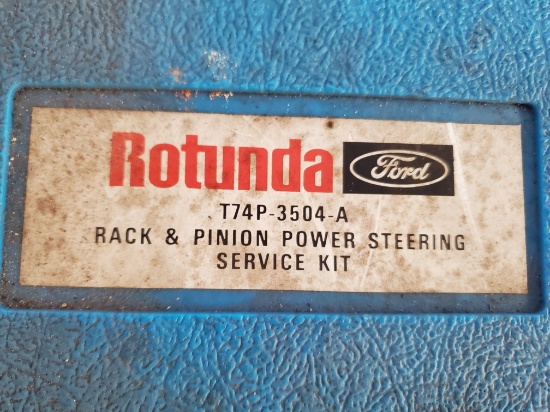 Rotunda Ford
T74P-3504-A
RACK & PINION POWER STEERING
SERVICE KIT